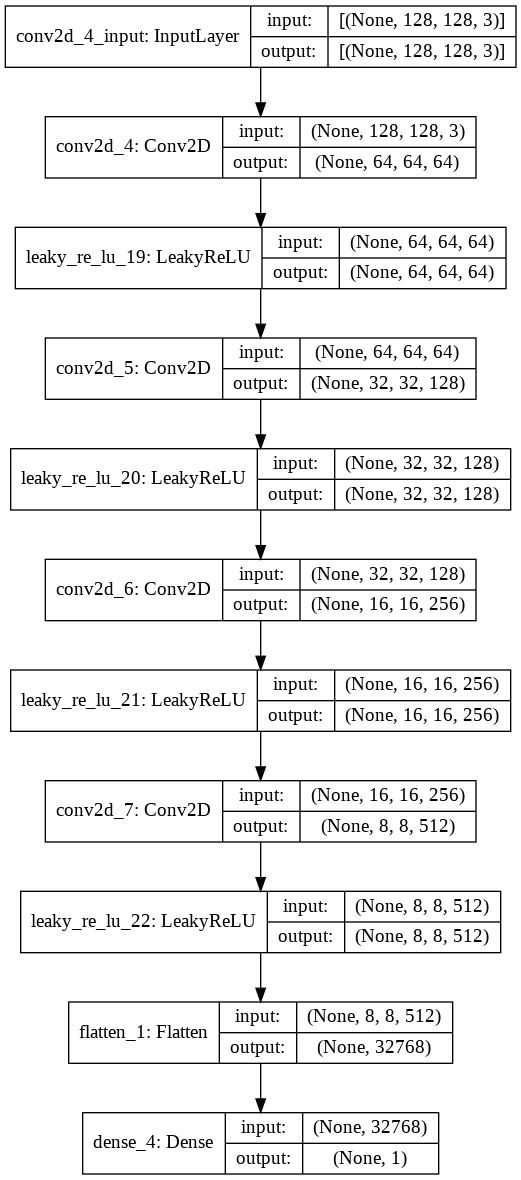 conv2d_4_input: InputLayer
input:
[(None, 128, 128, 3)]
output:
[(None, 128, 128, 3)]
conv2d_4: Conv2D
input:
(None, 128, 128, 3)
output:
(None, 64, 64, 64)
leaky_re_lu_19: LeakyReLU
input:
(None, 64, 64, 64)
output:
(None, 64, 64, 64)
conv2d_5: Conv2D
input:
(None, 64, 64, 64)
output:
(None, 32, 32, 128)
leaky_re_lu_20: LeakyReLU
input:
(None, 32, 32, 128)
output:
(None, 32, 32, 128)
conv2d_6: Conv2D
input:
(None, 32, 32, 128)
output:
(None, 16, 16, 256)
leaky_re_lu_21: LeakyReLU
input:
(None, 16, 16, 256)
output:
(None, 16, 16, 256)
conv2d_7: Conv2D
input:
(None, 16, 16, 256)
output:
(None, 8, 8, 512)
leaky_re_lu_22: LeakyReLU
input:
(None, 8, 8, 512)
output:
(None, 8, 8, 512)
flatten_1: Flatten
input:
(None, 8, 8, 512)
output:
(None, 32768)
dense_4: Dense
input:
(None, 32768)
output:
(None, 1)